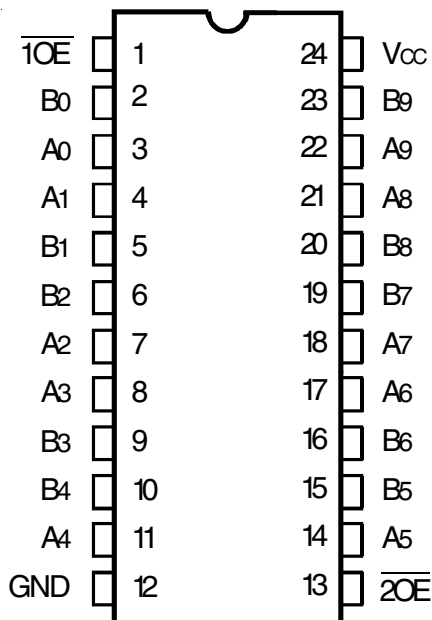 1OE 1 24 Vcc
B0 2 23 B9
A0 3 22 A9
A1 4 21 A8
B1 5 20 B8
B2 6 19 B7
A2 7 18 A7
A3 8 17 A6
B3 9 16 B6
B4 10 15 B5
A4 11 14 A5
GND 12 13 2OE